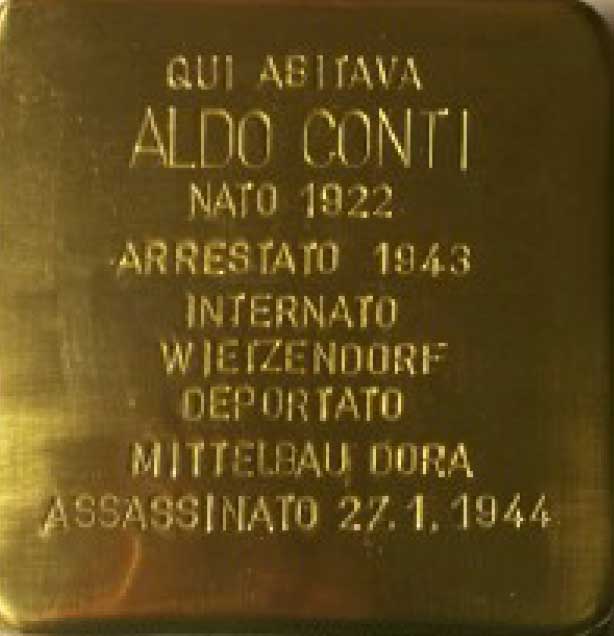 QUI ABITAVA
ALDO CONTI
NATO 1922
ARRESTATO 1943
INTERNATO
WIETZENDORF
DEPORTATO
MITTELBAU DORA
ASSASSINATO 27.1.1944